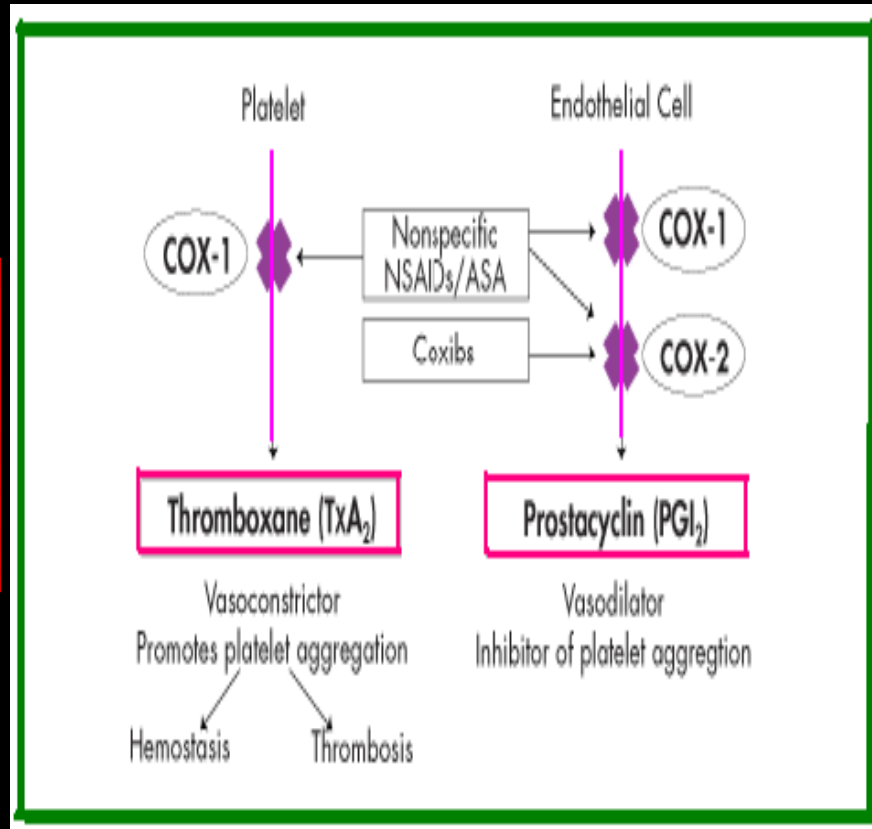 Platelet
Endothelial Cell
COX-1
Nonspecific
NSAIDs/ASA
COX-1
Coxibs
COX-2
Thromboxane (TxA₂)
Prostacyclin (PGI₂)
Vasoconstrictor
Promotes platelet aggregation
Vasodilator
Inhibitor of platelet aggregtion
Hemostasis
Thrombosis